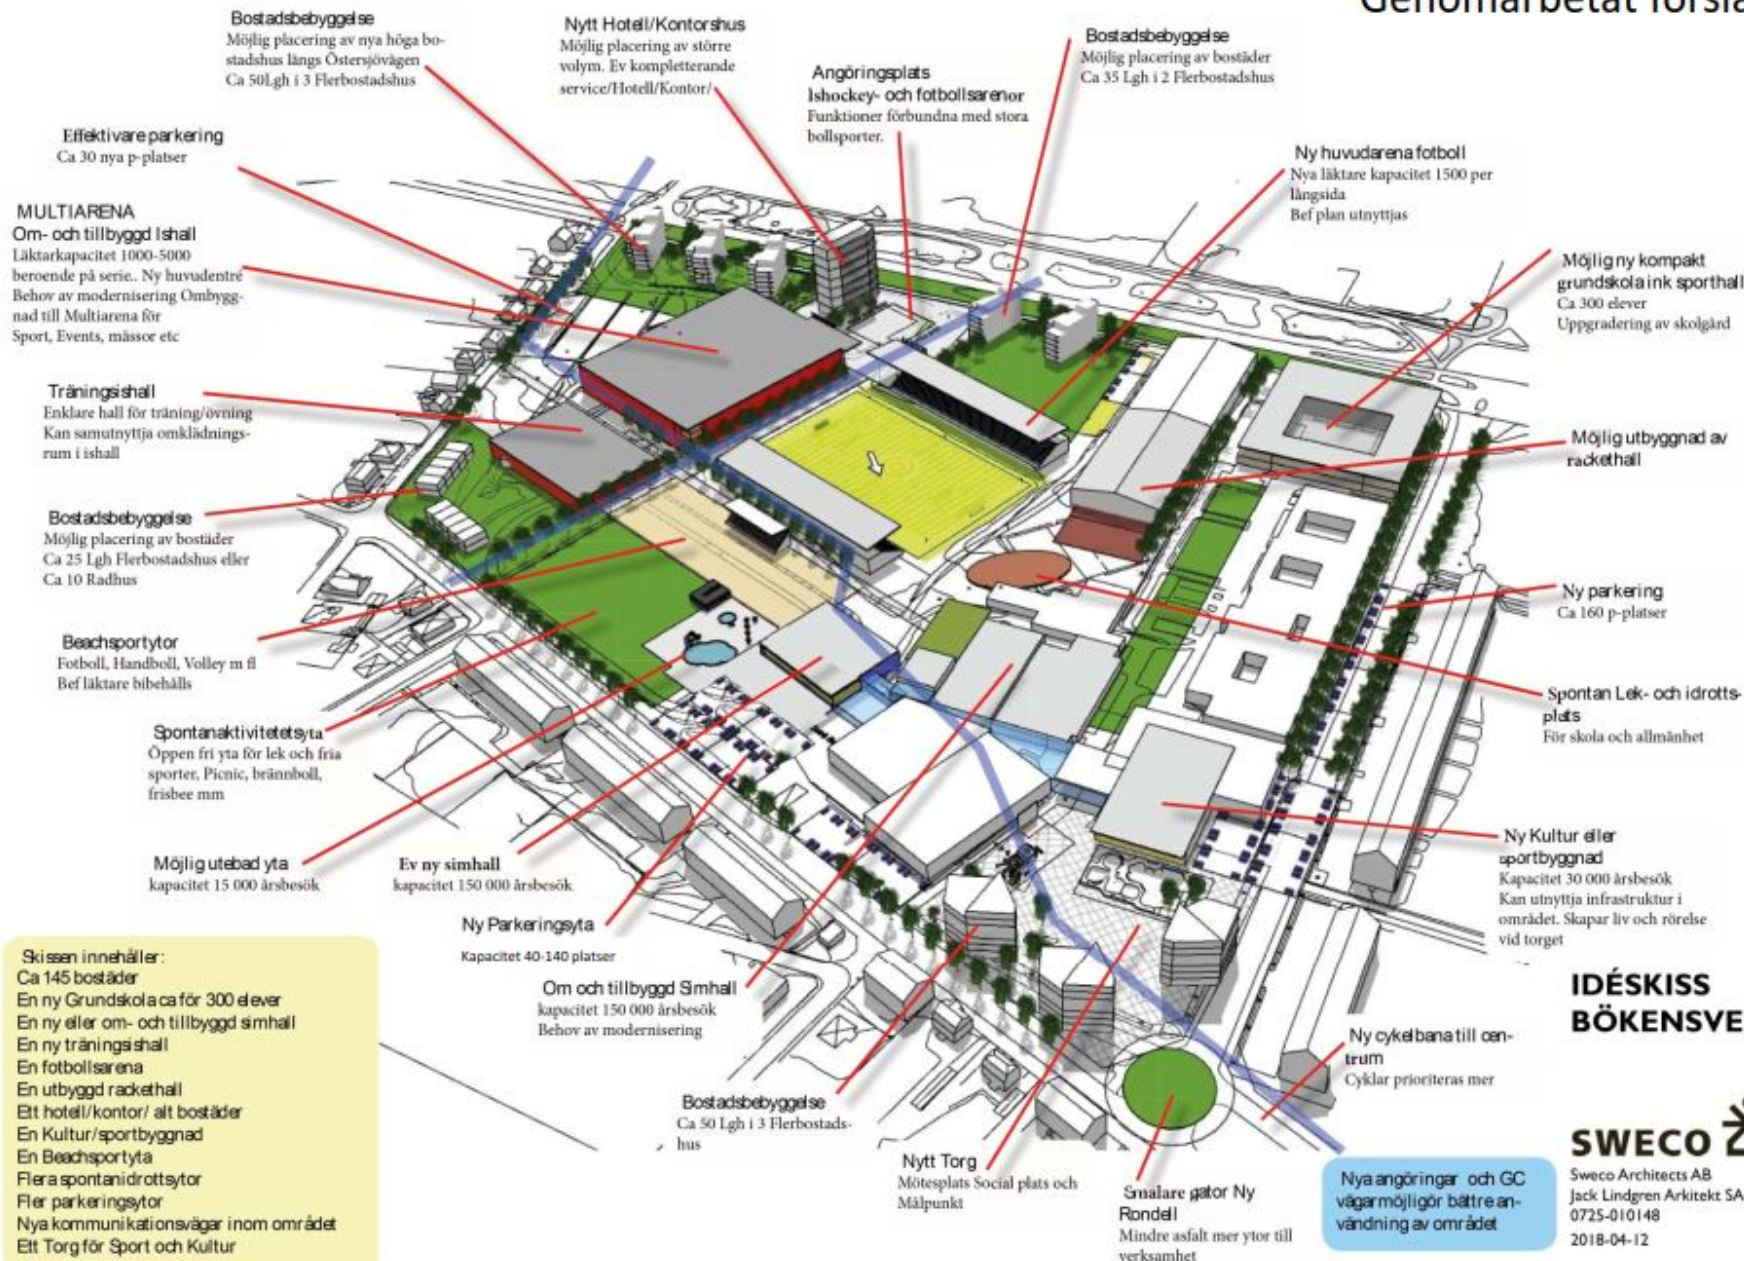 Genomarbetat försla
Bostadsbebyggelse
Möjlig placering av nya höga bo-
stadshus längs Östersjövägen
Ca 50Lgh i 3 Flerbostadshus
Nytt Hotell/Kontorshus
Möjlig placering av större
volym. Ev kompletterande
service/Hotell/Kontor/
Angöringsplats
Ishockey- och fotbollsarenor
Funktioner förbundna med stora
bollsporter.
Bostadsbebyggelse
Möjlig placering av bostäder
Ca 35 Lgh i 2 Flerbostadshus
Effektivare parkering
Ca 30 nya p-platser
Ny huvudarena fotboll
Nya läktare kapacitet 1500 per
långsida
Bef plan utnyttjas
MULTIARENA
Om- och tillbyggd Ishall
Läktarkapacitet 1000-5000
beroende på serie.. Ny huvudentré
Behov av modernisering Ombygg-
nad till Multiarena för
Sport, Events, mässor etc
Möjlig ny kompakt
grundskola ink sporthall
Ca 300 elever
Uppgradering av skolgård
Träningsishall
Enklare hall för träning/övning
Kan samutnyttja omklädnings-
rum i ishall
Möjlig utbyggnad av
rackethall
Bostadsbebyggelse
Möjlig placering av bostäder
Ca 25 Lgh Flerbostadshus eller
Ca 10 Radhus
Ny parkering
Ca 160 p-platser
Beachsportytor
Fotboll, Handboll, Volley m fl
Bef läktare bibehålls
Spontan Lek- och idrotts-
plats
För skola och allmänhet
Spontanaktivitetetsyta
Öppen fri yta för lek och fria
sporter, Picnic, brännboll,
frisbee mm
Möjlig utebad yta
kapacitet 15 000 årsbesök
Ev ny simhall
kapacitet 150 000 årsbesök
Ny Kultur eller
sportbyggnad
Kapacitet 30 000 årsbesök
Kan utnyttja infrastruktur i
området. Skapar liv och rörelse
vid torget
Ny Parkeringsyta
Kapacitet 40-140 platser
Om och tillbyggd Simhall
kapacitet 150 000 årsbesök
Behov av modernisering
Skissen innehåller:
Ca 145 bostäder
En ny Grundskola ca för 300 elever
En ny eller om- och tillbyggd simhall
En ny träningsishall
En fotbollsarena
En utbyggd rackethall
Ett hotell/kontor/ alt bostäder
En Kultur/sportbyggnad
En Beachsportyta
Flera spontanidrottsytor
Fler parkeringsytor
Nya kommunikationsvägar inom området
Ett Torg för Sport och Kultur
IDÉSKISS
BÖKENSVE
Ny cykelbana till cen-
trum
Cyklar prioriteras mer
Bostadsbebyggelse
Ca 50 Lgh i 3 Flerbostads-
hus
Nytt Torg
Mötesplats Social plats och
Målpunkt
Smalare gator Ny
Rondell
Mindre asfalt mer ytor till
verksamhet
Nya angöringar och GC
vägar möjligör bättre an-
vändning av området
SWECO
Sweco Architects AB
Jack Lindgren Arkitekt SA
0725-010148
2018-04-12